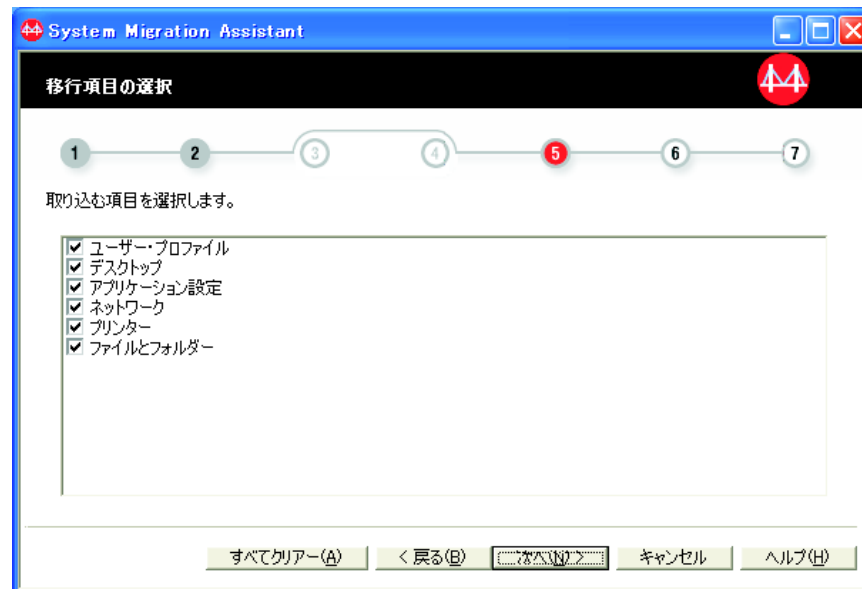 System Migration Assistant
移行項目の選択
1 2 3 4 5 6 7
取り込む項目を選択します。
ユーザー・プロファイル
デスクトップ
アプリケーション設定
ネットワーク
プリンター
ファイルとフォルダー
すべてクリアー(A) < 戻る(B) 次へ(N) > キャンセル ヘルプ(H)